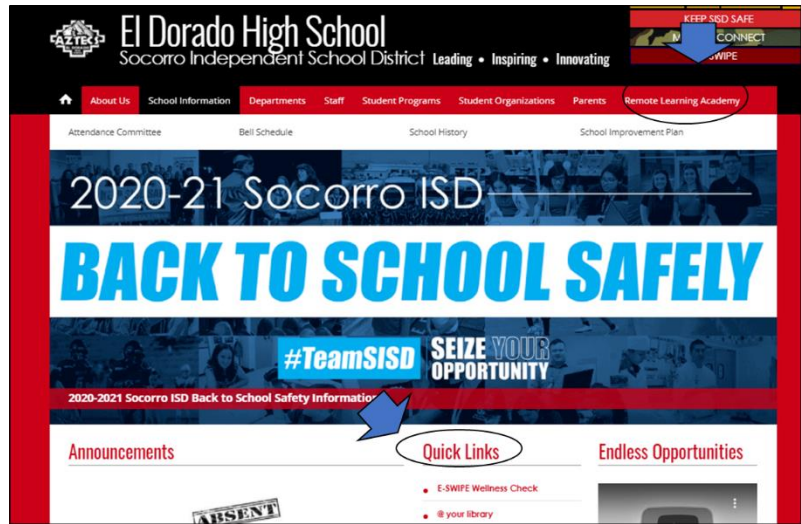 AZTECS
El Dorado High School
Socorro Independent School District Leading • Inspiring • Innovating
KEEP SISD SAFE
CONNECT
SWIPE
About Us School Information Departments Staff Student Programs Student Organizations Parents Remote Learning Academy
Attendance Committee Bell Schedule School History School Improvement Plan
2020-21 Socorro ISD
BACK TO SCHOOL SAFELY
#TeamSISD SEIZE YOUR
OPPORTUNITY
2020-2021 Socorro ISD Back to School Safety Information
Announcements Quick Links Endless Opportunities
• E-SWIFE Wellness Check
ABSENT
• @ your library